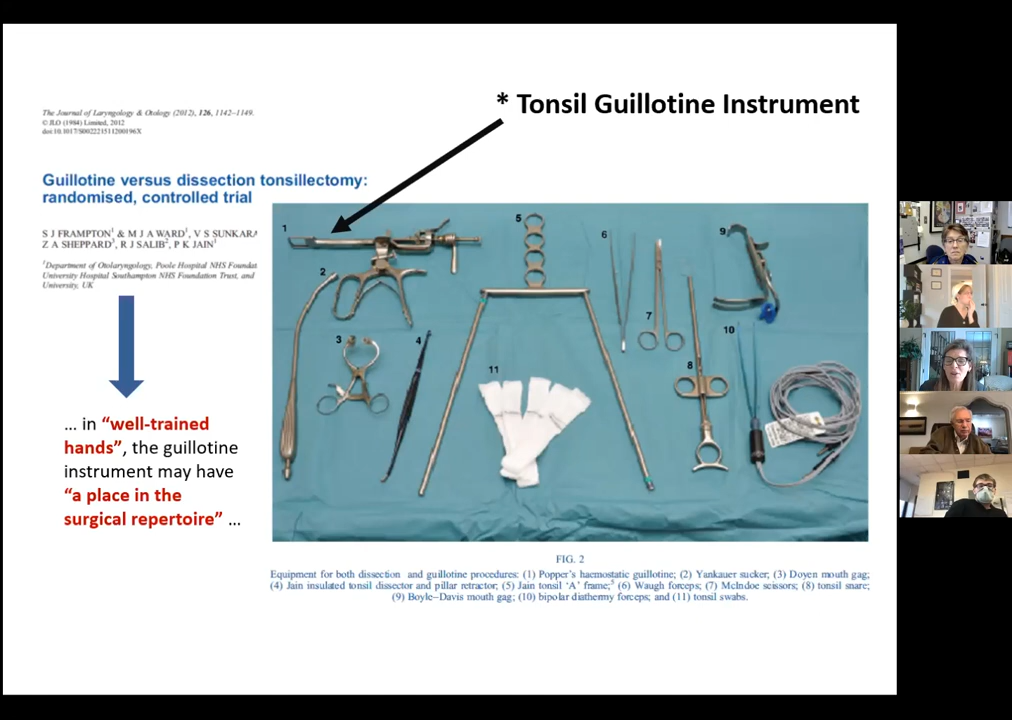 * Tonsil Guillotine Instrument
The Journal of Laryngology & Otology (2012), 126, 1142–1149.
© JLO (1984) Limited, 2012
doi:10.1017/S002221511200196X
Guillotine versus dissection tonsillectomy:
randomised, controlled trial
S J FRAMPTON¹ & M J A WARD¹, V S SUNKARA
Z A SHEPPARD³, R J SALIB², P K JAIN¹
¹Department of Otolaryngology, Poole Hospital NHS Foundat
University Hospital Southampton NHS Foundation Trust, and
University, UK
... in “well-trained
hands”, the guillotine
instrument may have
“a place in the
surgical repertoire” ...
1
2
3
4
5
6
7
8
9
10
11
FIG. 2
Equipment for both dissection and guillotine procedures: (1) Popper's haemostatic guillotine; (2) Yankauer sucker; (3) Doyen mouth gag;
(4) Jain insulated tonsil dissector and pillar retractor; (5) Jain tonsil ‘A’ frame;⁵ (6) Waugh forceps; (7) McIndoe scissors; (8) tonsil snare;
(9) Boyle–Davis mouth gag; (10) bipolar diathermy forceps; and (11) tonsil swabs.